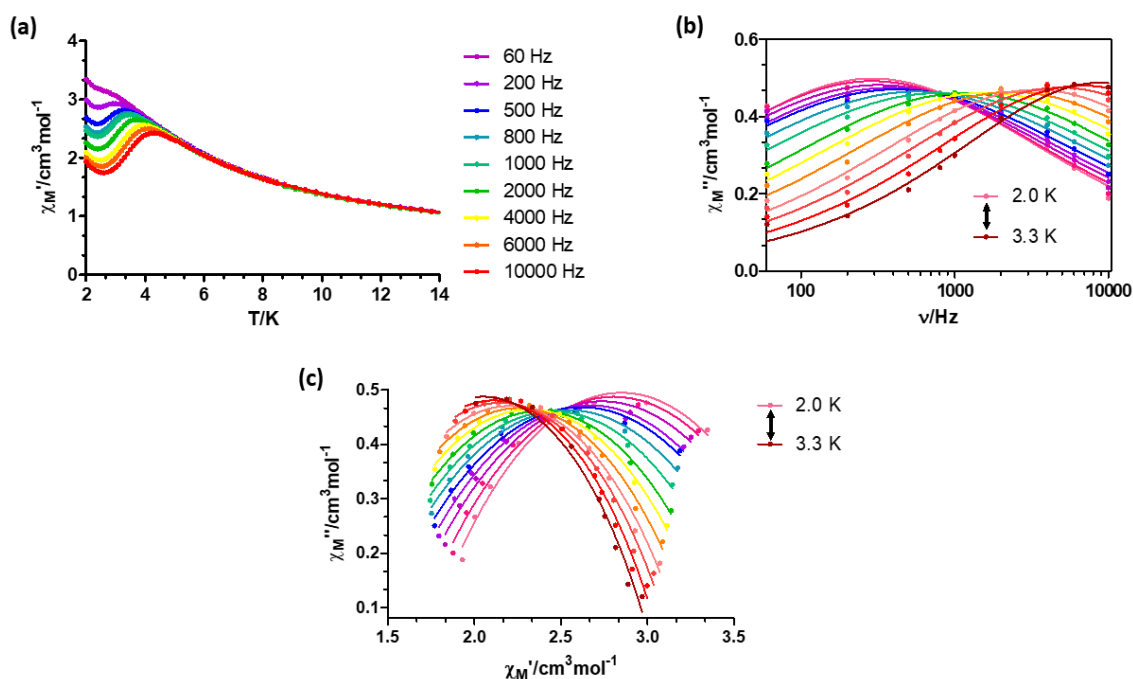 (a)
χM'/cm³mol⁻¹
4
3
2
1
0
2 4 6 8 10 12 14
T/K
60 Hz
200 Hz
500 Hz
800 Hz
1000 Hz
2000 Hz
4000 Hz
6000 Hz
10000 Hz
(b)
χM''/cm³mol⁻¹
0.6
0.4
0.2
0.0
100 1000 10000
ν/Hz
2.0 K
3.3 K
(c)
χM''/cm³mol⁻¹
0.5
0.4
0.3
0.2
0.1
1.5 2.0 2.5 3.0 3.5
χM'/cm³mol⁻¹
2.0 K
3.3 K